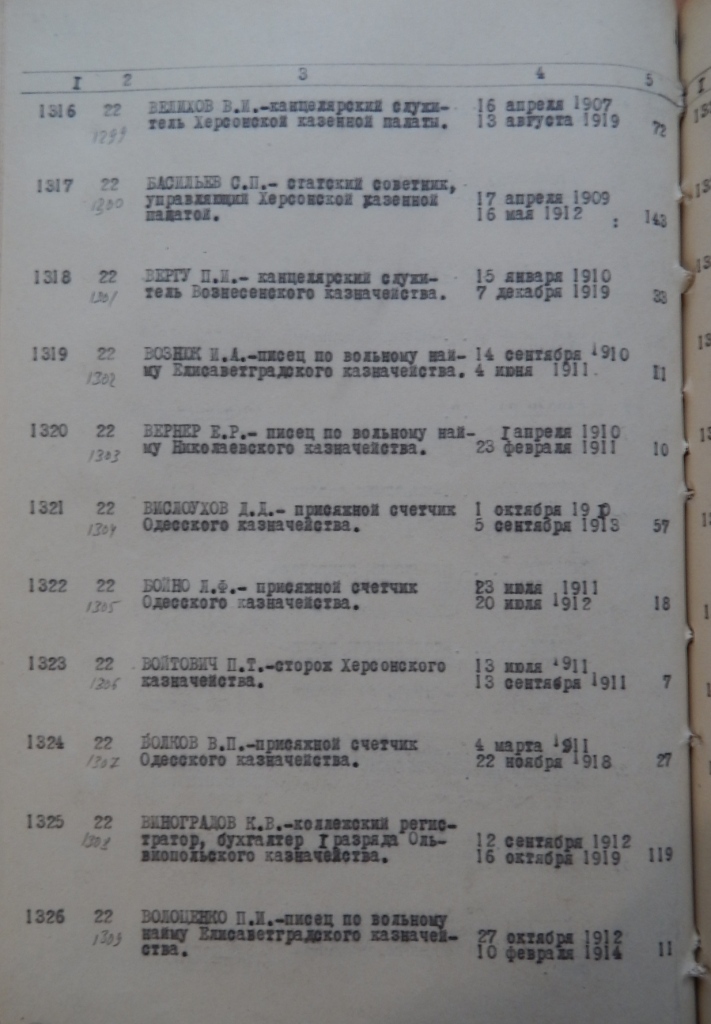 1 2 3 4 5
1316 22 ВЕЛИХОВ В.И.-канцелярский служи- 16 апреля 1907
1299 тель Херсонской казенной палаты. 13 августа 1919 72
1317 22 ВАСИЛЬЕВ С.П.- статский советник,
1300 управляющий Херсонской казенной 17 апреля 1909
палатой. 16 мая 1912 : 143
1318 22 ВЕРГУ П.И.- канцелярский служи- 15 января 1910
1301 тель Вознесенского казначейства. 7 декабря 1919 33
1319 22 ВОЗНЮК И.А.-писец по вольному най- 14 сентября 1910
1302 му Елисаветградского казначейства. 4 июня 1911. 11
1320 22 ВЕРНЕР Е.Р.- писец по вольному най- 1 апреля 1910
1303 му Николаевского казначейства. 23 февраля 1911 10
1321 22 ВИСЛОУХОВ Д.Д.- присяжной счетчик 1 октября 1910
1304 Одесского казначейства. 5 сентября 1913 57
1322 22 ВОЙНО Л.Ф.- присяжной счетчик 23 июля 1911
1305 Одесского казначейства. 20 июля 1912 18
1323 22 ВОЙТОВИЧ П.Т.-сторож Херсонского 13 июля 1911
1306 казначейства. 13 сентября 1911 7
1324 22 ВОЛКОВ В.П.-присяжной счетчик 4 марта 1911
1307 Одесского казначейства. 22 ноября 1918 27
1325 22 ВИНОГРАДОВ К.В.-коллежский регис-
1308 тратор, бухгалтер I разряда Оль- 12 сентября 1912
виопольского казначейства. 16 октября 1919 119
1326 22 ВОЛОЩЕНКО П.И.-писец по вольному
1309 найму Елисаветградского казначей- 27 октября 1912
ства. 10 февраля 1914 11